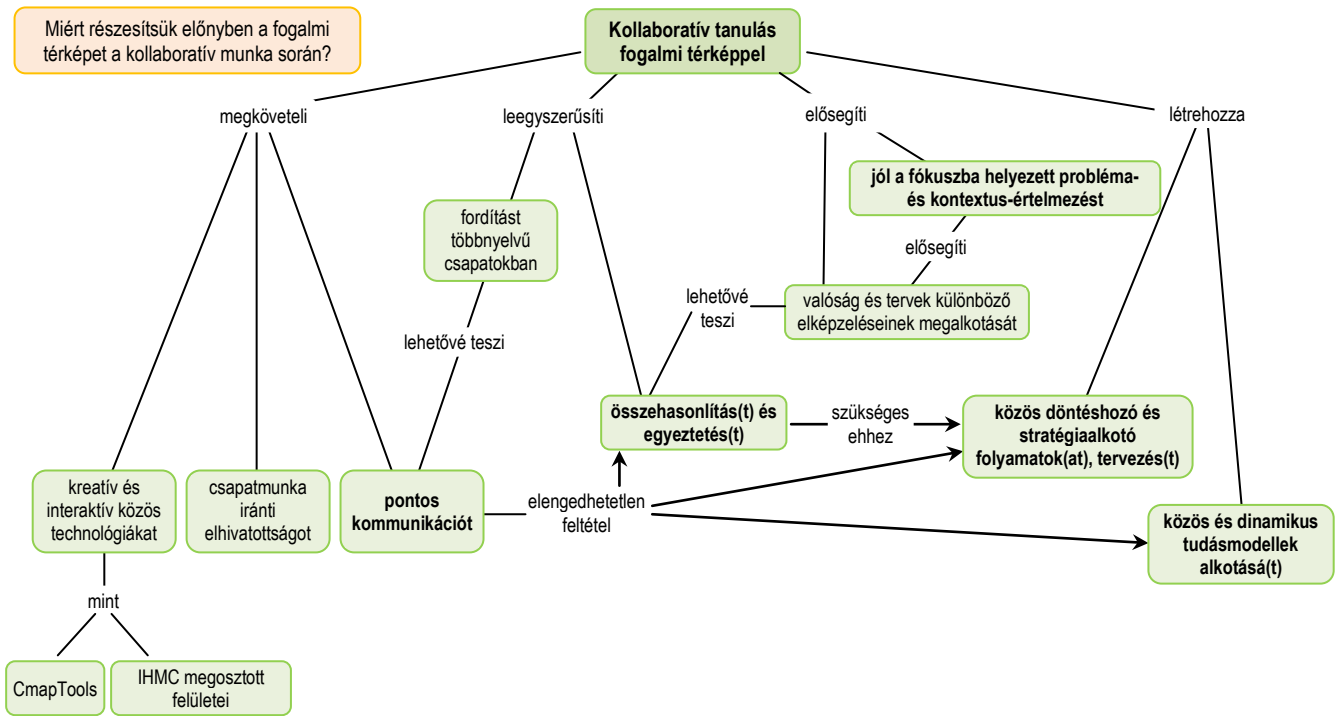 Miért részesítsük előnyben a fogalmi
térképet a kollaboratív munka során?
Kollaboratív tanulás
fogalmi térképpel
megköveteli
leegyszerűsíti
elősegíti
létrehozza
jól a fókuszba helyezett probléma-
és kontextus-értelmezést
fordítást
többnyelvű
csapatokban
elősegíti
lehetővé
teszi
valóság és tervek különböző
elképzeléseinek megalkotását
lehetővé teszi
összehasonlítás(t) és
egyeztetés(t)
szükséges
ehhez
közös döntéshozó és
stratégiaalkotó
folyamatok(at), tervezés(t)
kreatív és
interaktív közös
technológiákat
csapatmunka
iránti
elhivatottságot
pontos
kommunikációt
elengedhetetlen
feltétel
közös és dinamikus
tudásmodellek
alkotásá(t)
mint
CmapTools
IHMC megosztott
felületei